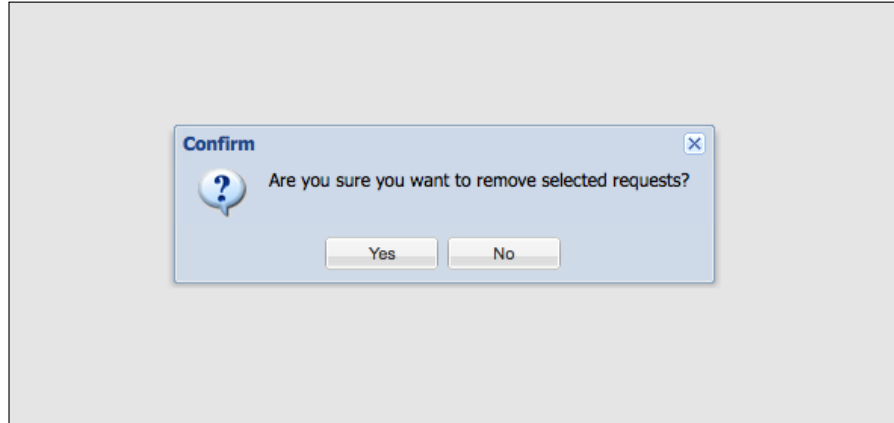 Confirm
?
Are you sure you want to remove selected requests?
Yes
No